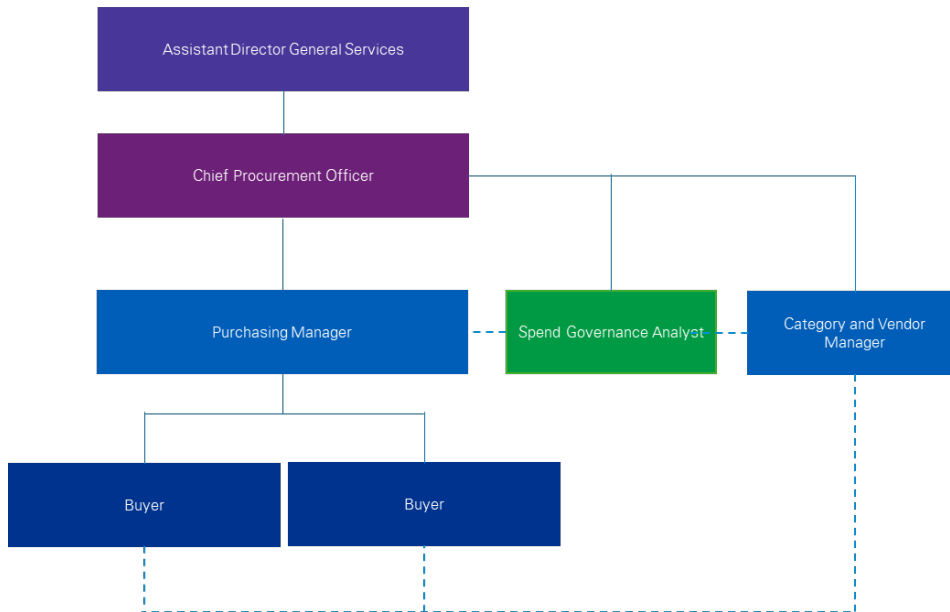 Assistant Director General Services
Chief Procurement Officer
Purchasing Manager
Spend Governance Analyst
Category and Vendor
Manager
Buyer
Buyer